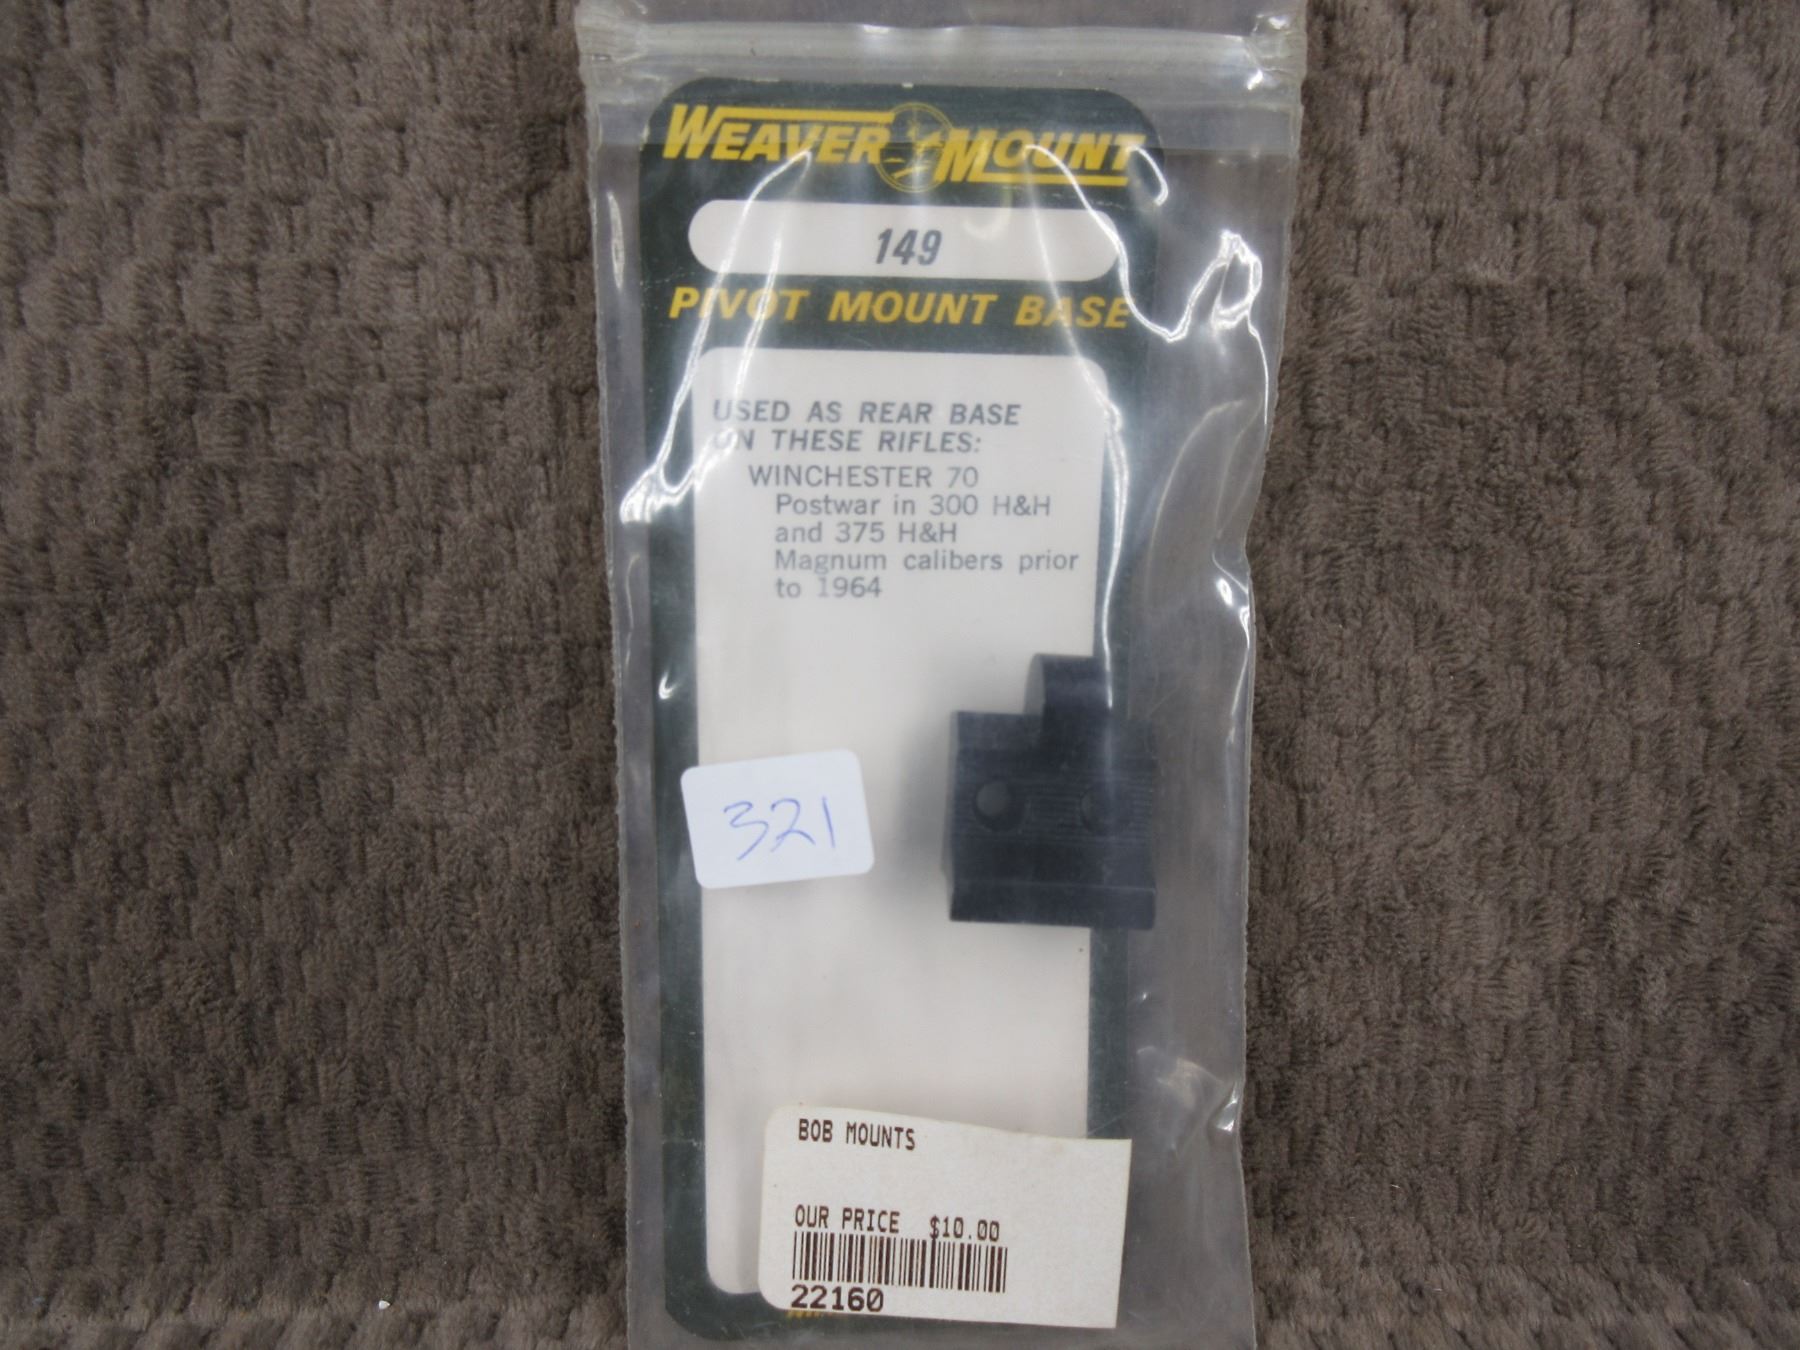 WEAVER MOUNT
149
PIVOT MOUNT BASE
USED AS REAR BASE
ON THESE RIFLES:
WINCHESTER 70
Postwar in 300 H&H
and 375 H&H
Magnum calibers prior
to 1964
321
BOB MOUNTS
OUR PRICE $10.00
22160